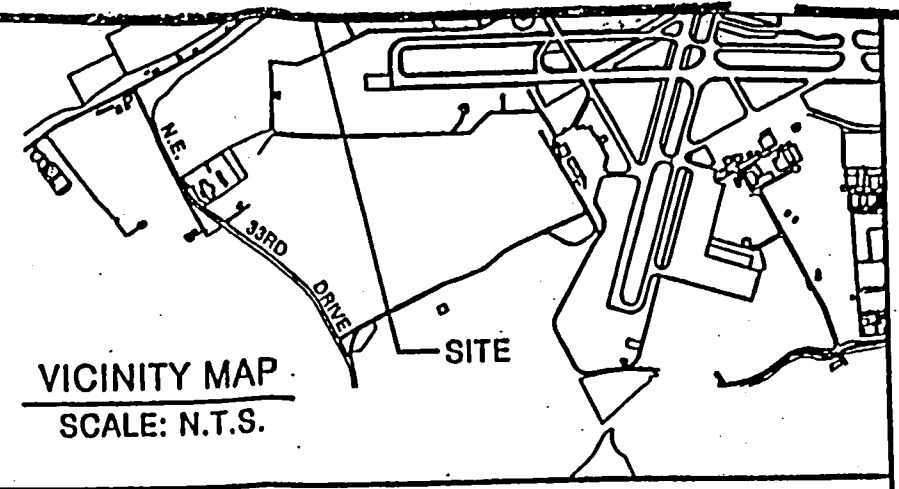 N.E.
33RD
DRIVE
SITE
VICINITY MAP
SCALE: N.T.S.